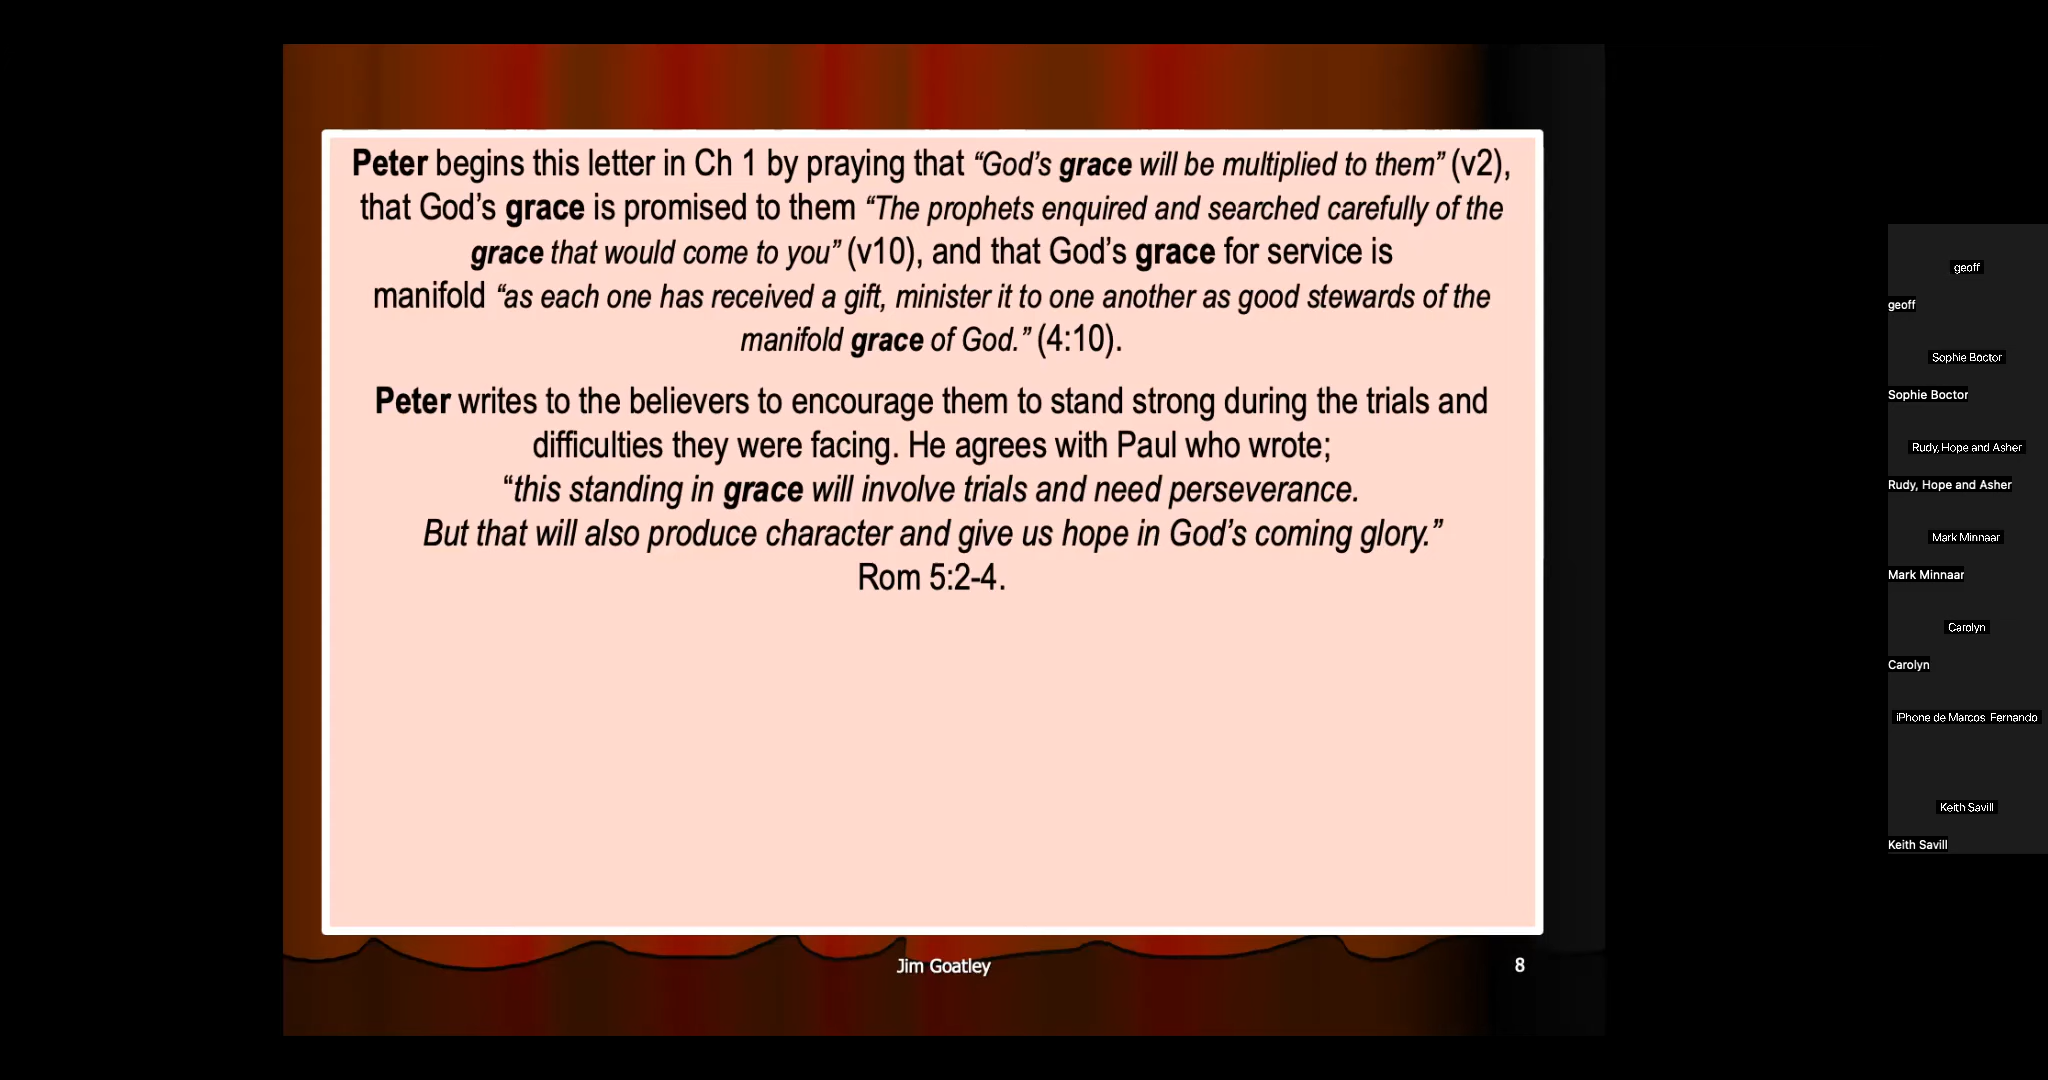 Peter begins this letter in Ch 1 by praying that “God’s grace will be multiplied to them” (v2),
that God’s grace is promised to them “The prophets enquired and searched carefully of the
grace that would come to you” (v10), and that God’s grace for service is
manifold “as each one has received a gift, minister it to one another as good stewards of the
manifold grace of God.” (4:10).
Peter writes to the believers to encourage them to stand strong during the trials and
difficulties they were facing. He agrees with Paul who wrote;
“this standing in grace will involve trials and need perseverance.
But that will also produce character and give us hope in God’s coming glory.”
Rom 5:2-4.
Jim Goatley
8
geoff
geoff
Sophie Boctor
Sophie Boctor
Rudy, Hope and Asher
Rudy, Hope and Asher
Mark Minnaar
Mark Minnaar
Carolyn
Carolyn
iPhone de Marcos Fernando
Keith Savill
Keith Savill